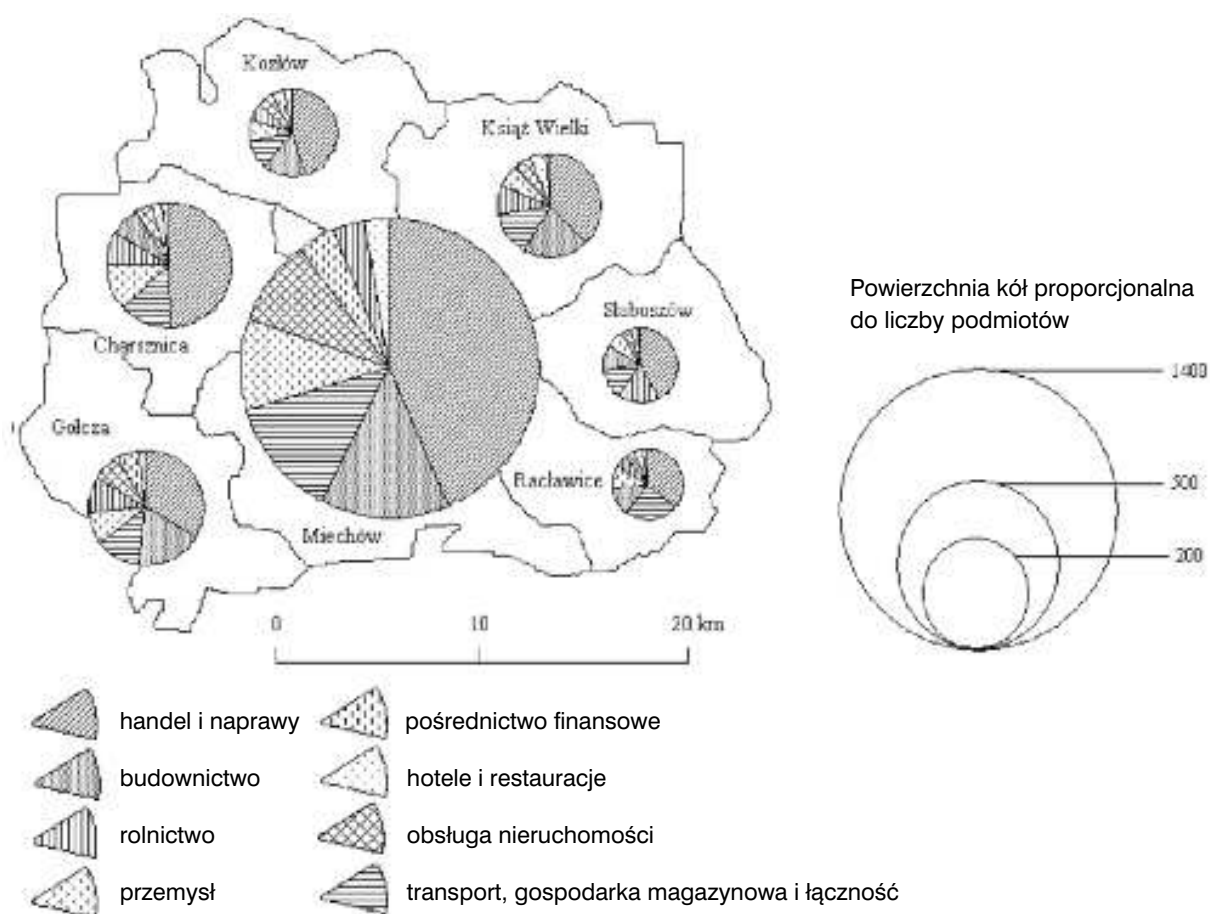 Kozłów
Książ Wielki
Słaboszów
Charsznica
Gołcza
Racławice
Miechów
0 10 20 km
Powierzchnia kół proporcjonalna
do liczby podmiotów
1400
500
200
handel i naprawy
budownictwo
rolnictwo
przemysł
pośrednictwo finansowe
hotele i restauracje
obsługa nieruchomości
transport, gospodarka magazynowa i łączność